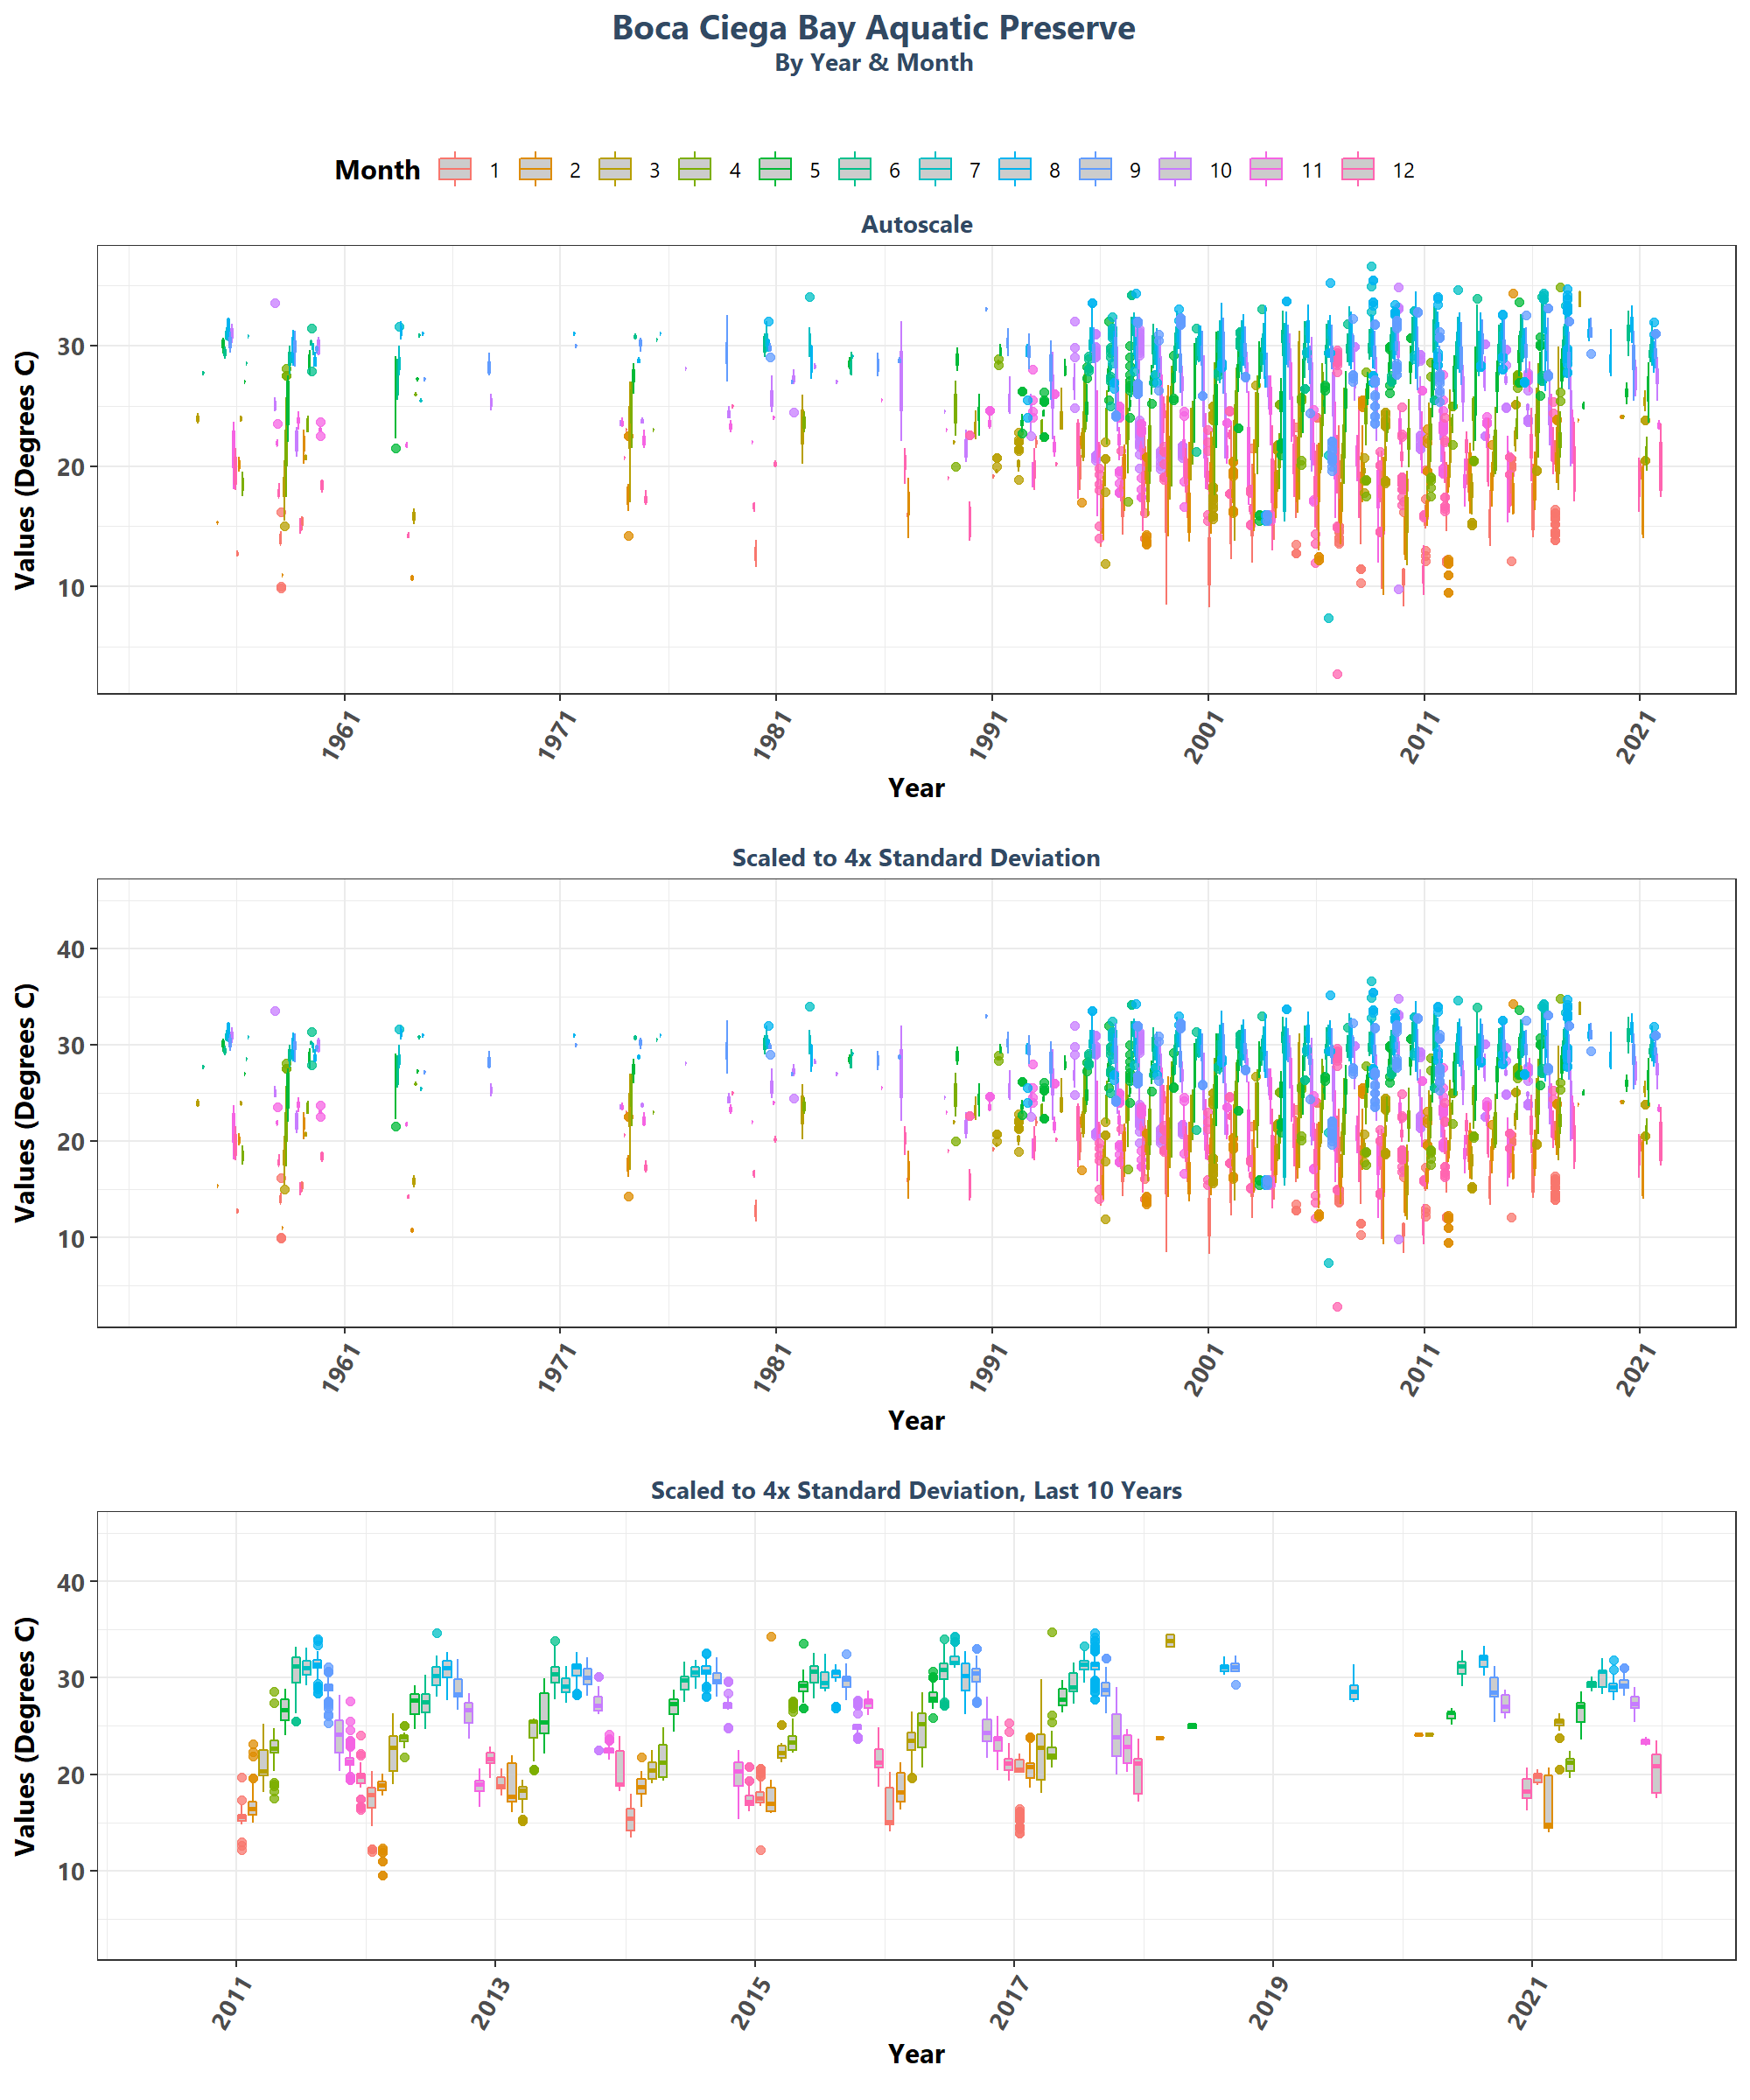 Boca Ciega Bay Aquatic Preserve
By Year & Month
Month 1 2 3 4 5 6 7 8 9 10 11 12
Autoscale
Values (Degrees C)
30
20
10
1961 1971 1981 1991 2001 2011 2021
Year
Scaled to 4x Standard Deviation
Values (Degrees C)
40
30
20
10
1961 1971 1981 1991 2001 2011 2021
Year
Scaled to 4x Standard Deviation, Last 10 Years
Values (Degrees C)
40
30
20
10
2011 2013 2015 2017 2019 2021
Year